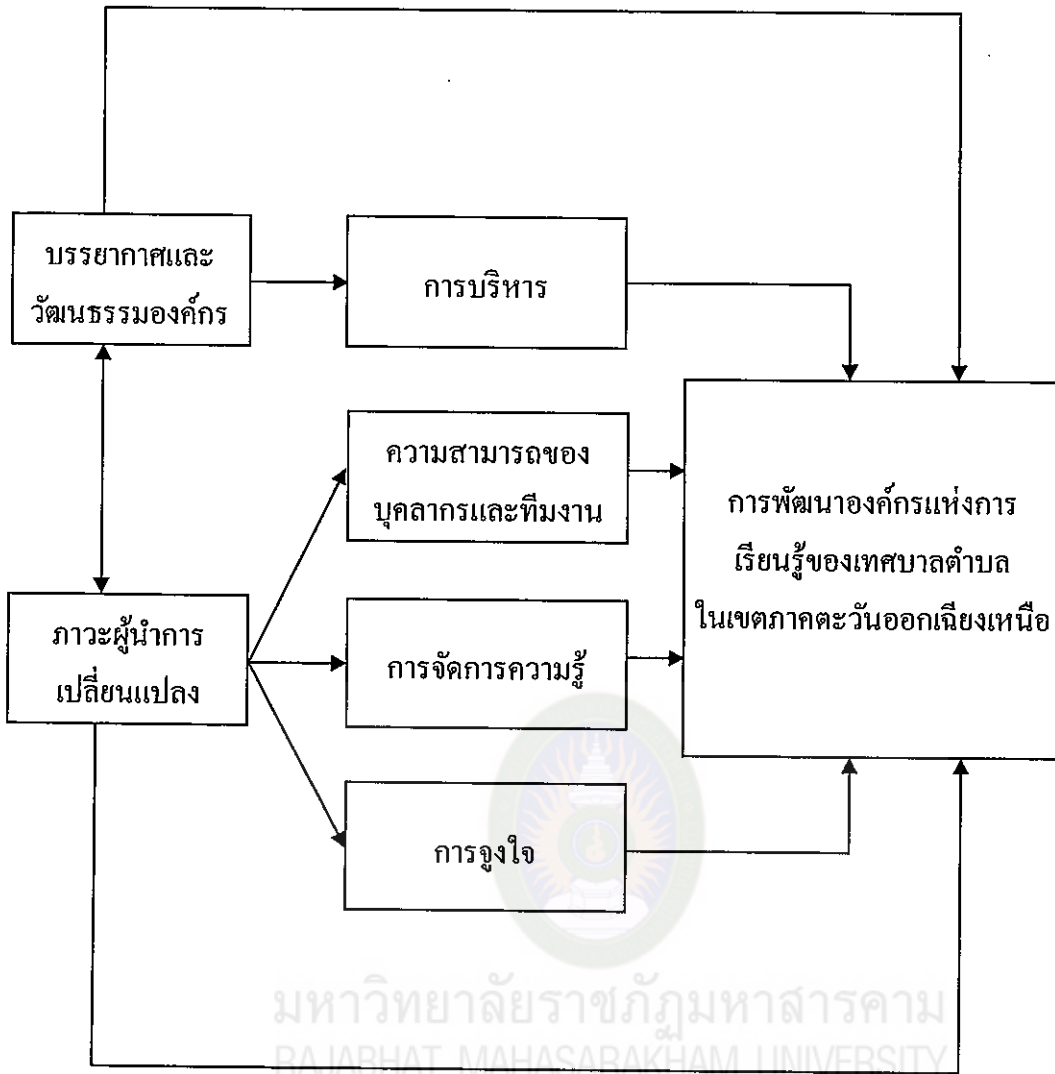 บรรยากาศและ
วัฒนธรรมองค์กร
การบริหาร
ความสามารถของ
บุคลากรและทีมงาน
การพัฒนาองค์กรแห่งการ
เรียนรู้ของเทศบาลตำบล
ในเขตภาคตะวันออกเฉียงเหนือ
ภาวะผู้นำการ
เปลี่ยนแปลง
การจัดการความรู้
การจูงใจ
มหาวิทยาลัยราชภัฏมหาสารคาม
RAJABHAT MAHASARAKHAM UNIVERSITY